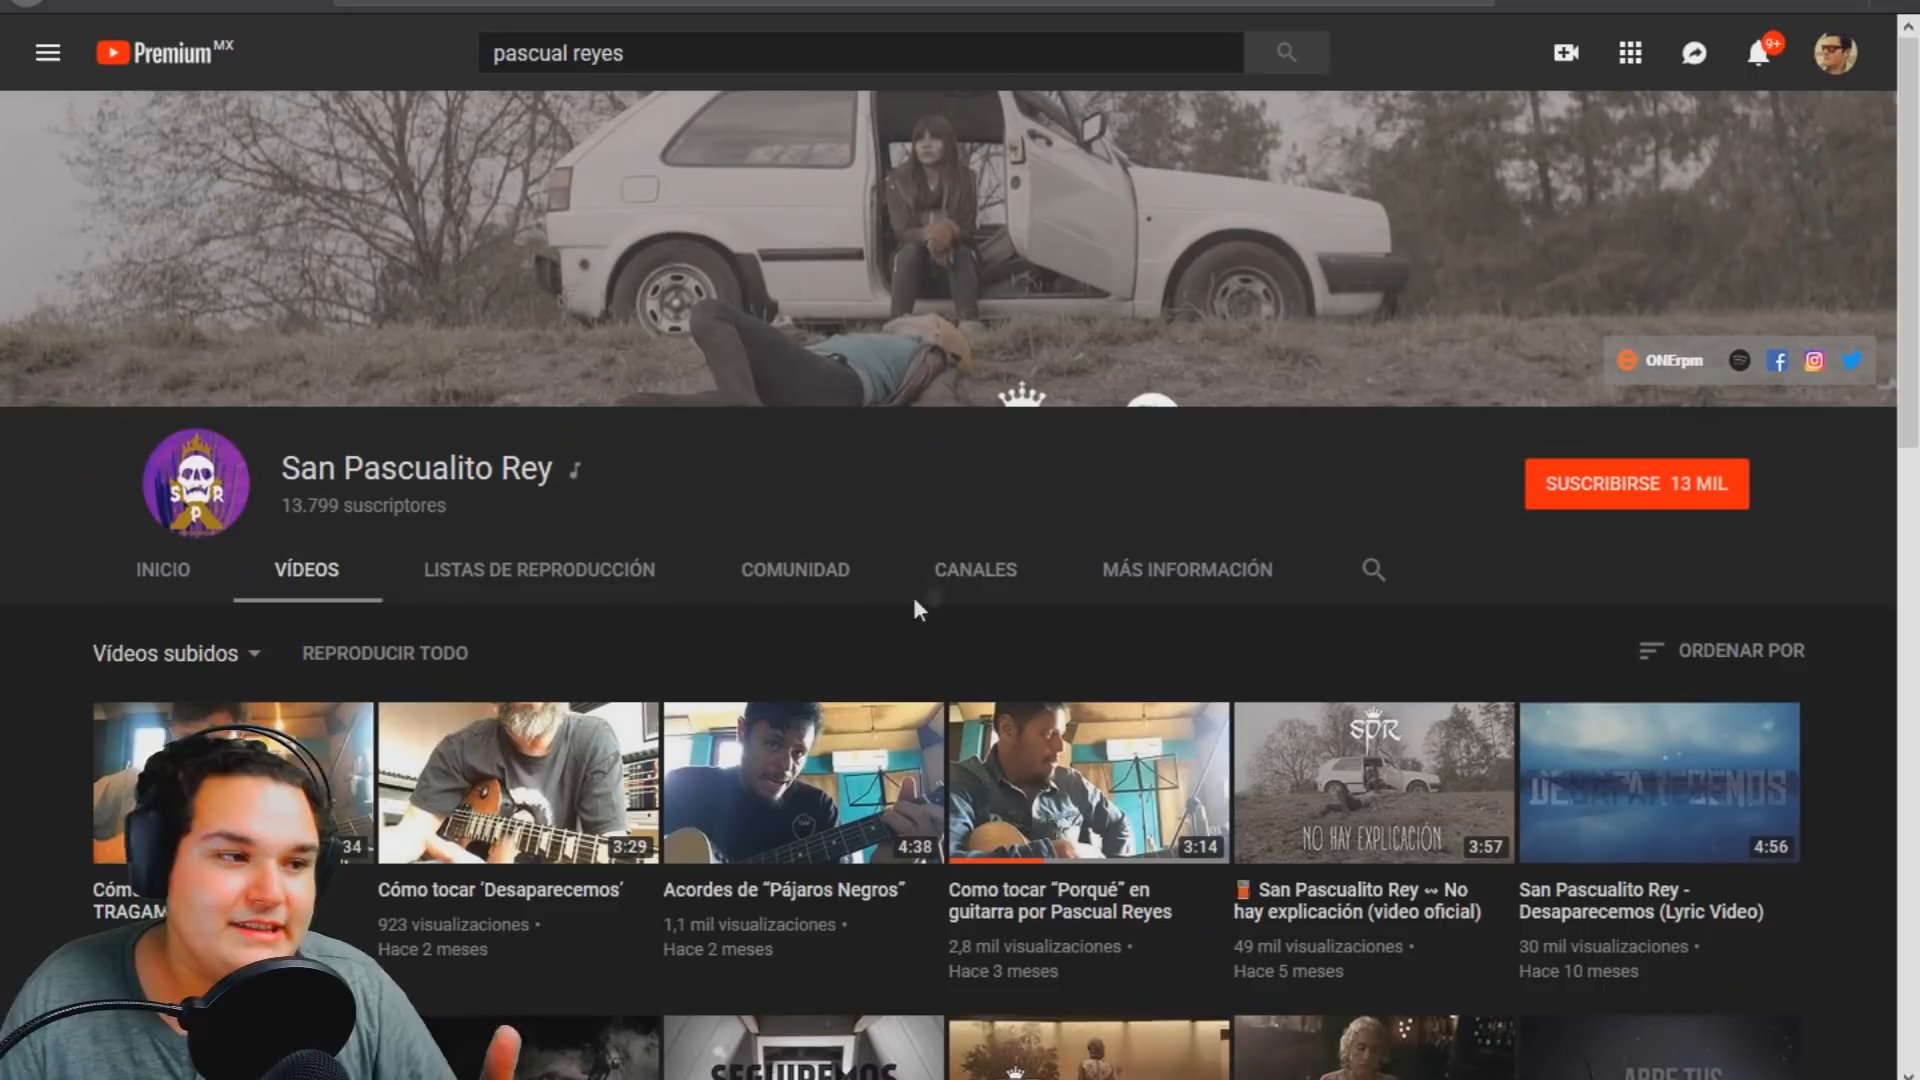 Premium MX
pascual reyes
9+
ONErpm
San Pascualito Rey
13.799 suscriptores
SUSCRIBIRSE 13 MIL
INICIO
VÍDEOS
LISTAS DE REPRODUCCIÓN
COMUNIDAD
CANALES
MÁS INFORMACIÓN
Vídeos subidos
REPRODUCIR TODO
ORDENAR POR
34
3:29
4:38
3:14
SPR
NO HAY EXPLICACIÓN
3:57
DESAPARECEMOS
4:56
Cómo tocar 'Desaparecemos'
923 visualizaciones •
Hace 2 meses
Acordes de "Pájaros Negros"
1,1 mil visualizaciones •
Hace 2 meses
Como tocar "Porqué" en
guitarra por Pascual Reyes
2,8 mil visualizaciones •
Hace 3 meses
San Pascualito Rey ↭ No
hay explicación (video oficial)
49 mil visualizaciones •
Hace 5 meses
San Pascualito Rey -
Desaparecemos (Lyric Video)
30 mil visualizaciones •
Hace 10 meses
SEGUIREMOS
ABRE TUS